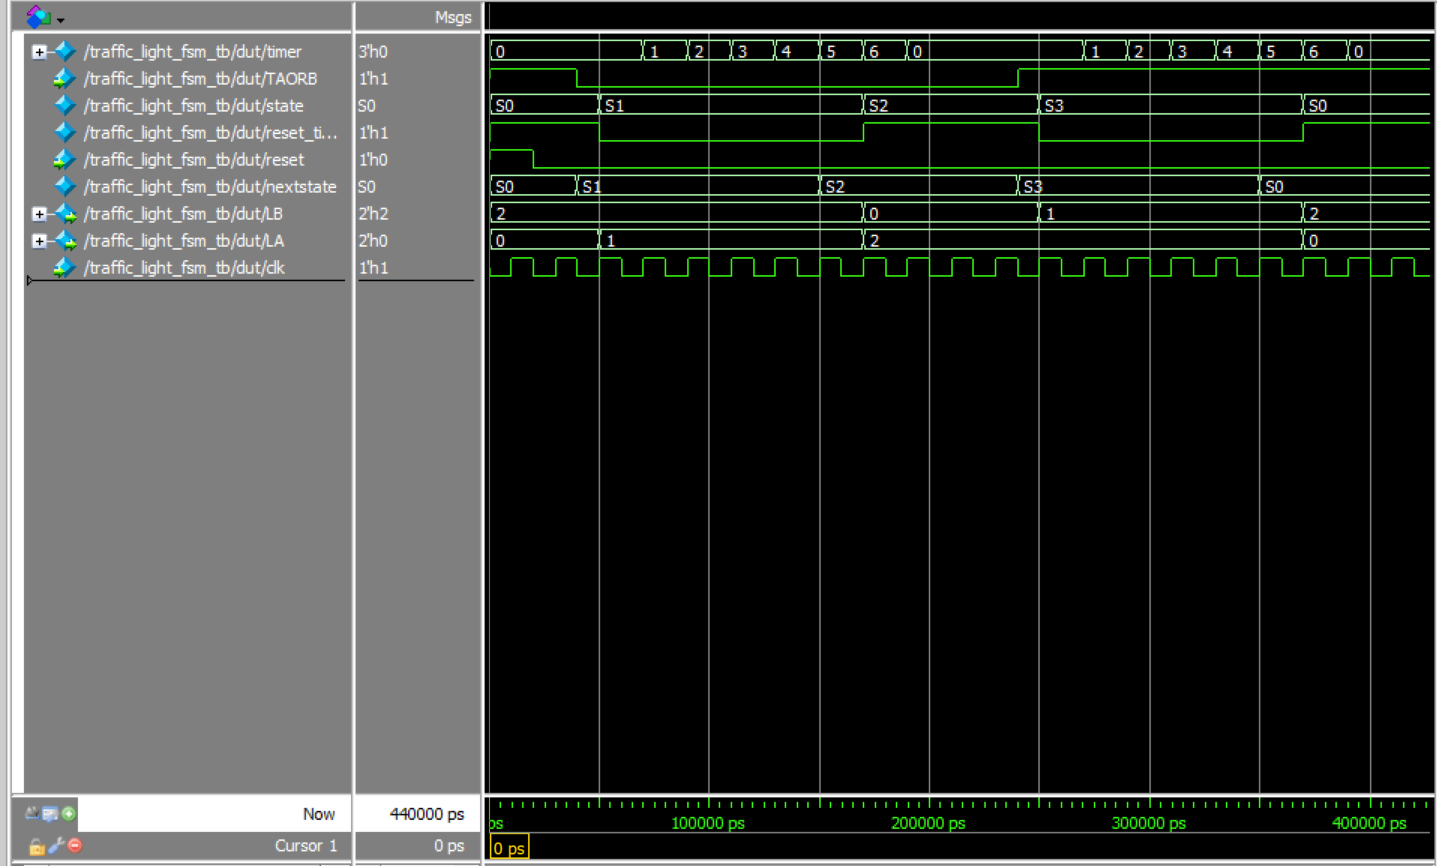 Msgs
/traffic_light_fsm_tb/dut/timer 3'h0 0 1 2 3 4 5 6 0 1 2 3 4 5 6 0
/traffic_light_fsm_tb/dut/TAORB 1'h1
/traffic_light_fsm_tb/dut/state S0 S0 S1 S2 S3 S0
/traffic_light_fsm_tb/dut/reset_ti... 1'h1
/traffic_light_fsm_tb/dut/reset 1'h0
/traffic_light_fsm_tb/dut/nextstate S0 S0 S1 S2 S3 S0
/traffic_light_fsm_tb/dut/LB 2'h2 2 0 1 2
/traffic_light_fsm_tb/dut/LA 2'h0 0 1 2 0
/traffic_light_fsm_tb/dut/clk 1'h1
Now 440000 ps ps 100000 ps 200000 ps 300000 ps 400000 ps
Cursor 1 0 ps 0 ps